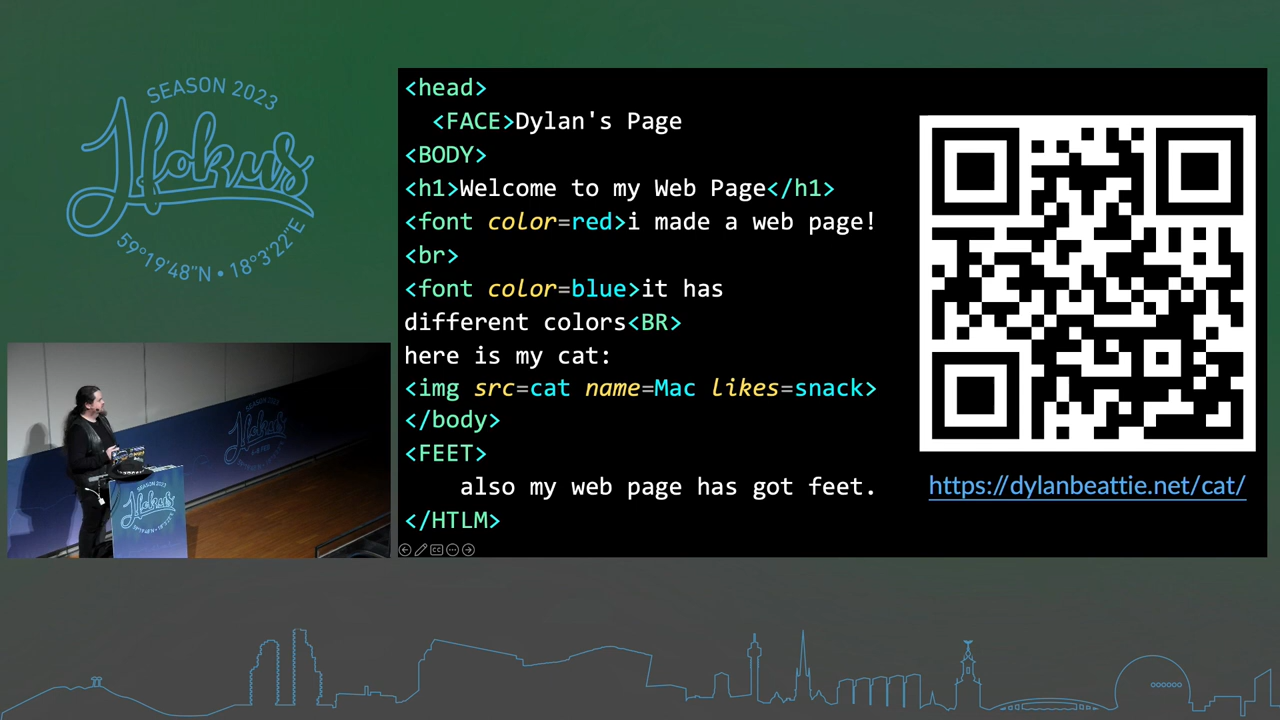 SEASON 2023
Hokus
59°19'48"N • 18°3'22"E
<head>
<FACE>Dylan's Page
<BODY>
<h1>Welcome to my Web Page</h1>
<font color=red>i made a web page!
<br>
<font color=blue>it has
different colors<BR>
here is my cat:
<img src=cat name=Mac likes=snack>
</body>
<FEET>
also my web page has got feet.
</HTLM>
https://dylanbeattie.net/cat/
SEASON 2023
Hokus